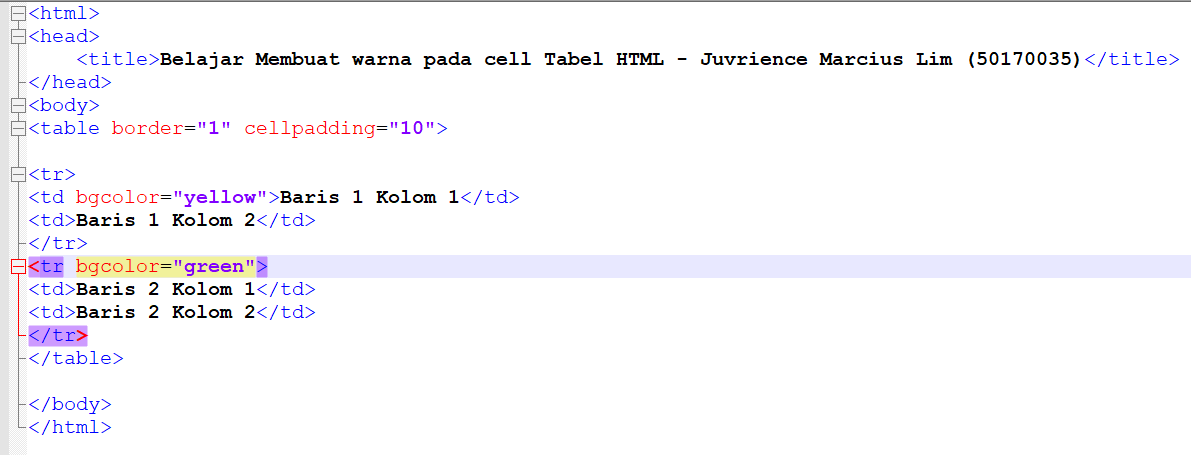 <html>
<head>
    <title>Belajar Membuat warna pada cell Tabel HTML - Juvrience Marcius Lim (50170035)</title>
</head>
<body>
<table border="1" cellpadding="10">
<tr>
<td bgcolor="yellow">Baris 1 Kolom 1</td>
<td>Baris 1 Kolom 2</td>
</tr>
<tr bgcolor="green">
<td>Baris 2 Kolom 1</td>
<td>Baris 2 Kolom 2</td>
</tr>
</table>
</body>
</html>